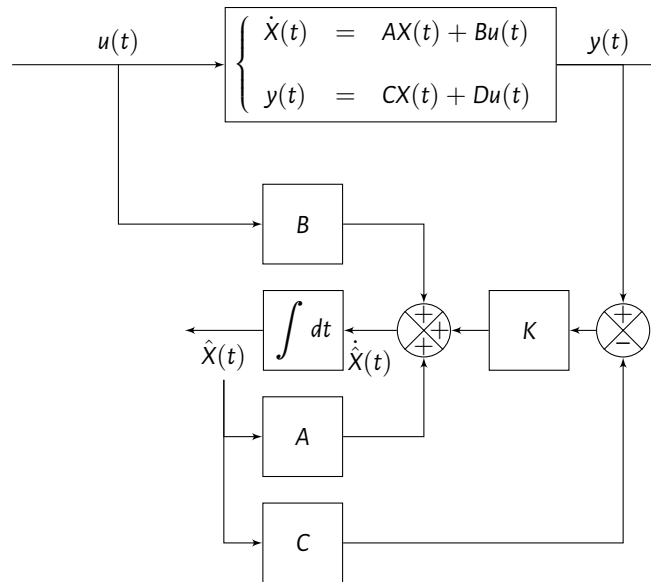 u(t)
Ẋ(t) = AX(t) + Bu(t)
y(t) = CX(t) + Du(t)
y(t)
B
∫ dt
K
+
+
+
+
−
X̂(t)
Ẋ̂(t)
A
C